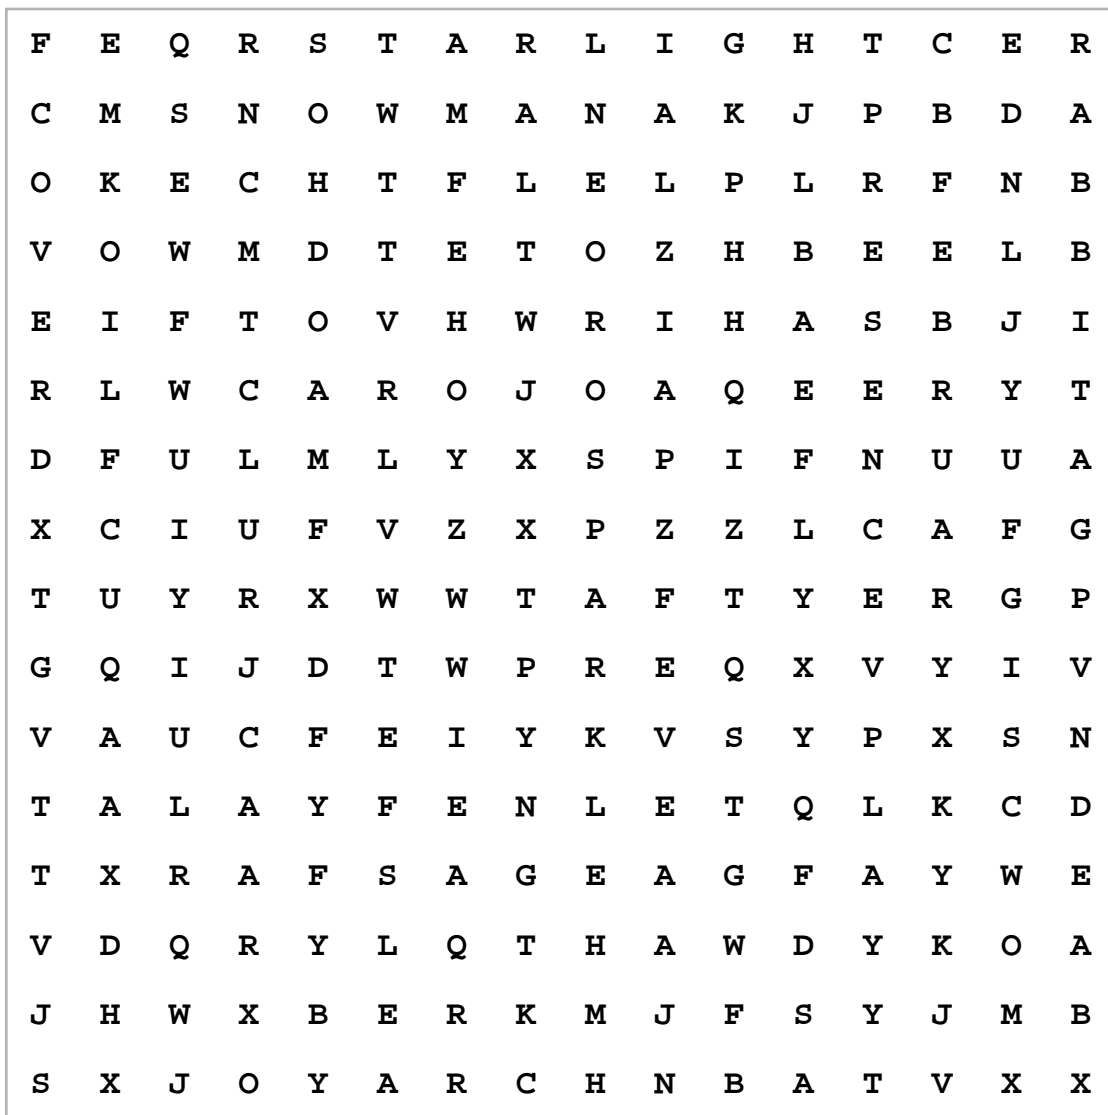 F E Q R S T A R L I G H T C E R
C M S N O W M A N A K J P B D A
O K E C H T F L E L P L R F N B
V O W M D T E T O Z H B E E L B
E I F T O V H W R I H A S B J I
R L W C A R O J O A Q E E R Y T
D F U L M L Y X S P I F N U U A
X C I U F V Z X P Z Z L C A F G
T U Y R X W W T A F T Y E R G P
G Q I J D T W P R E Q X V Y I V
V A U C F E I Y K V S Y P X S N
T A L A Y F E N L E T Q L K C D
T X R A F S A G E A G F A Y W E
V D Q R Y L Q T H A W D Y K O A
J H W X B E R K M J F S Y J M B
S X J O Y A R C H N B A T V X X